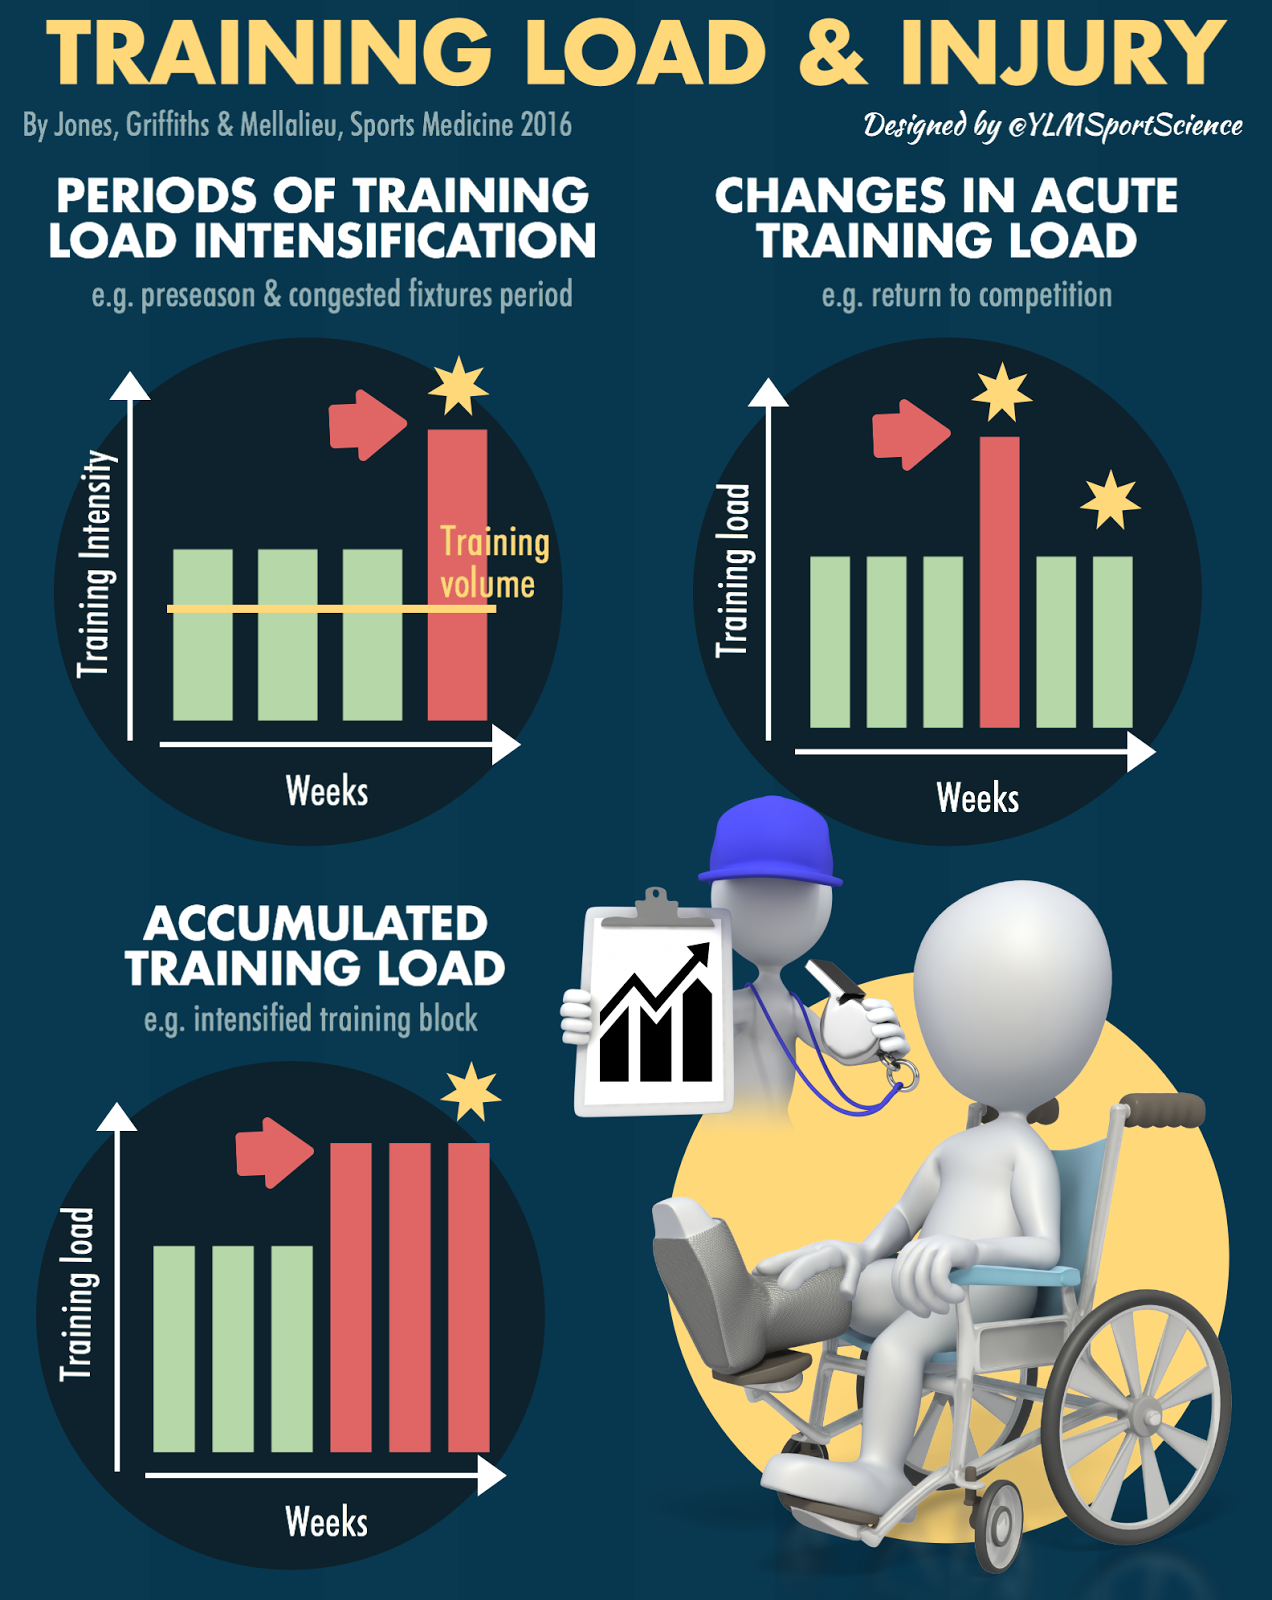 TRAINING LOAD & INJURY
By Jones, Griffiths & Mellalieu, Sports Medicine 2016
Designed by @YLMSportScience
PERIODS OF TRAINING
LOAD INTENSIFICATION
e.g. preseason & congested fixtures period
Training Intensity
Training
volume
Weeks
CHANGES IN ACUTE
TRAINING LOAD
e.g. return to competition
Training load
Weeks
ACCUMULATED
TRAINING LOAD
e.g. intensified training block
Training load
Weeks